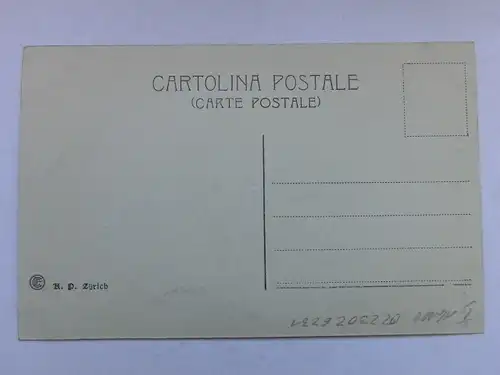 CARTOLINA POSTALE
(CARTE POSTALE)
K. P. Zürich